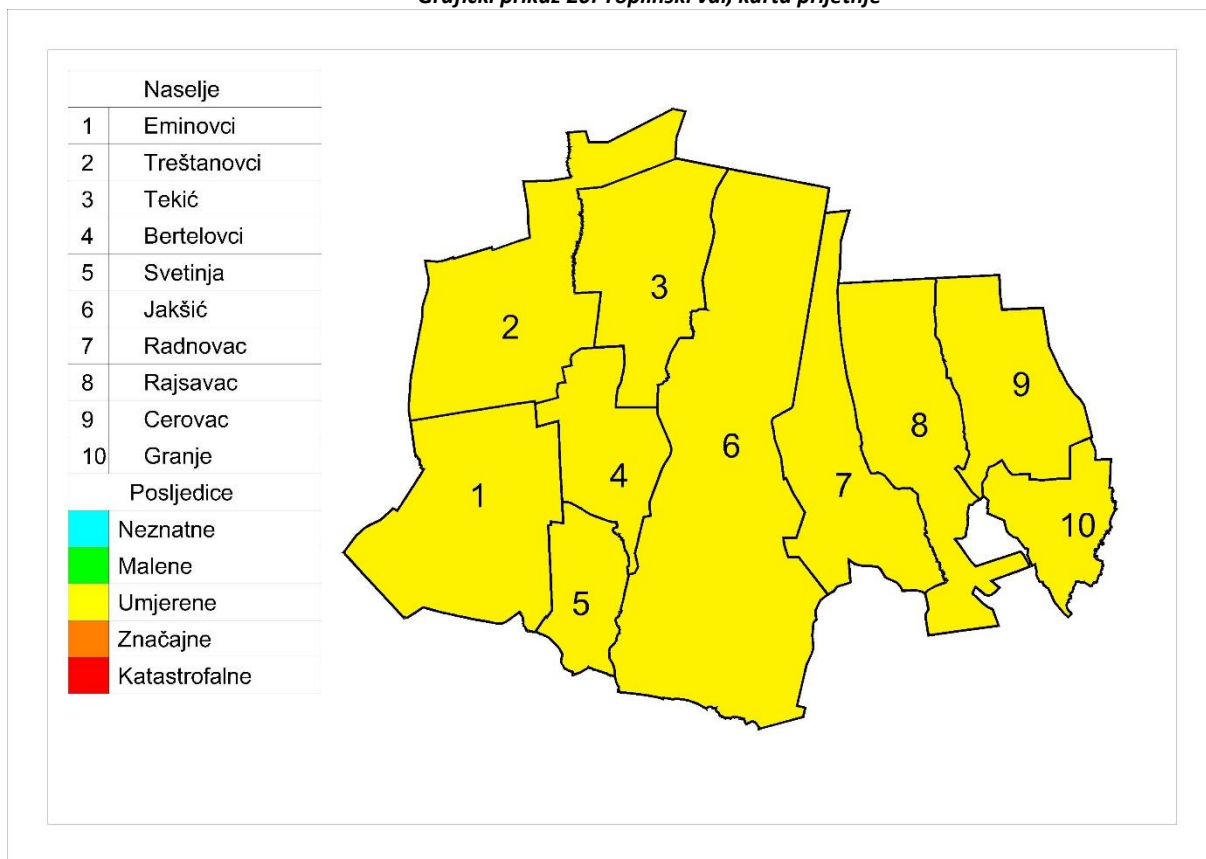 Grafički prikaz 20. Toplinski val, karta prijetnje
Naselje
1 Eminovci
2 Treštanovci
3 Tekić
4 Bertelovci
5 Svetinja
6 Jakšić
7 Radnovac
8 Rajsavac
9 Cerovac
10 Granje
Posljedice
Neznatne
Malene
Umjerene
Značajne
Katastrofalne
3
2
9
8
6
4
7
1
10
5